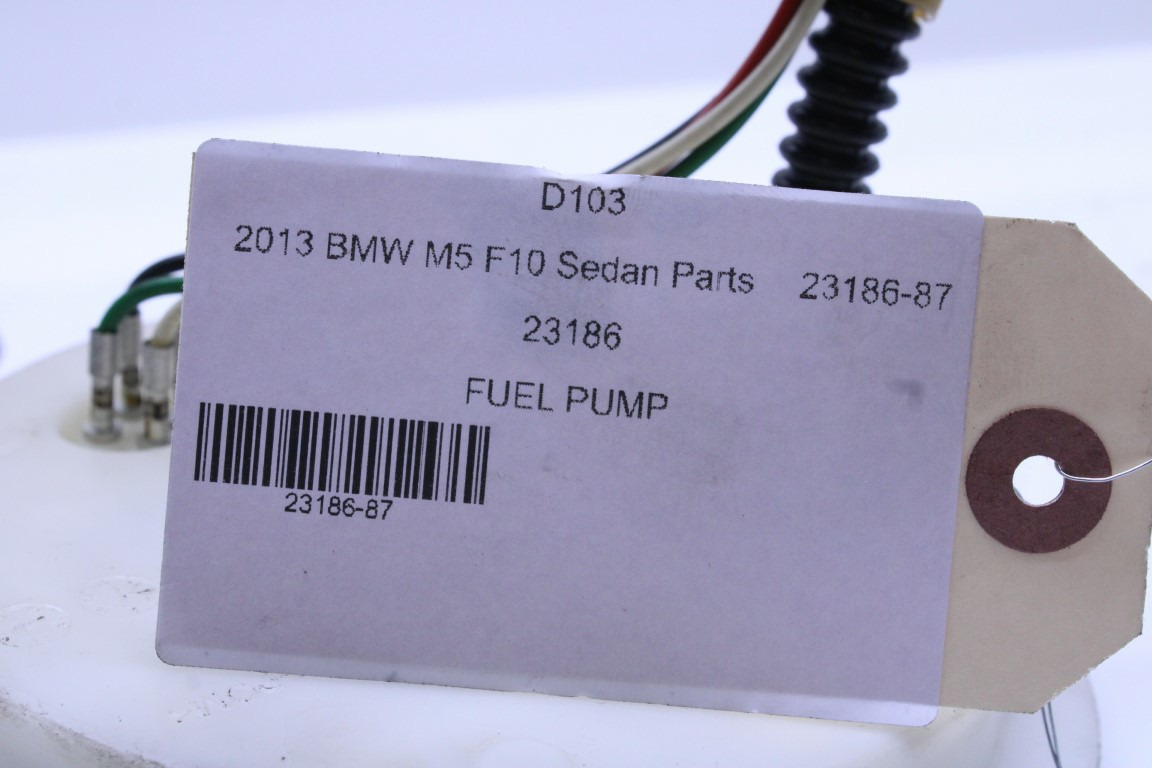 D103
2013 BMW M5 F10 Sedan Parts 23186-87
23186
FUEL PUMP
23186-87